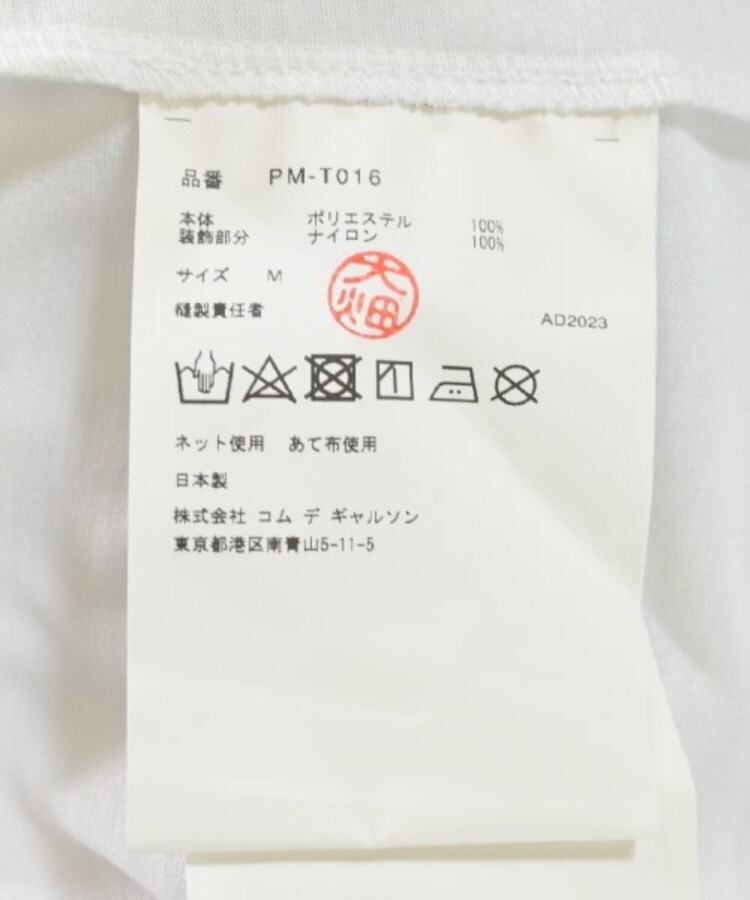 品番 PM-T016
本体 ポリエステル 100%
装飾部分 ナイロン 100%
サイズ M
大畑
縫製責任者
AD2023
ネット使用 あて布使用
日本製
株式会社 コム デ ギャルソン
東京都港区南青山5-11-5